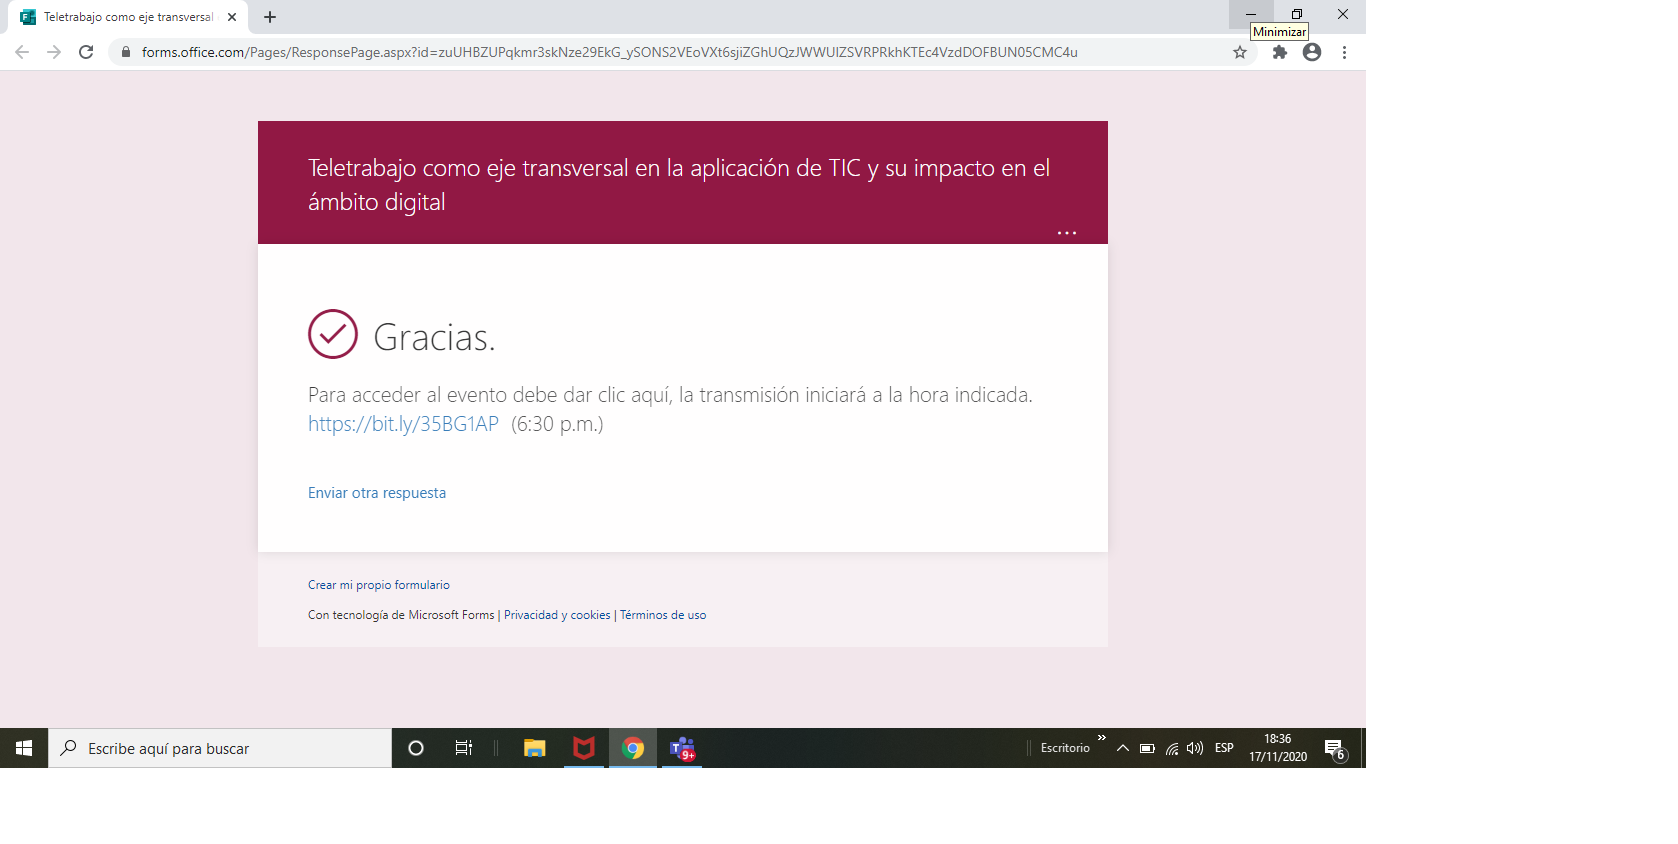 Teletrabajo como eje transversal
Minimizar
forms.office.com/Pages/ResponsePage.aspx?id=zuUHBZUPqkmr3skNze29EkG_ySONS2VEoVXt6sjiZGhUQzJWWUlZSVRPRkhKTEc4VzdDOFBUN05CMC4u
Teletrabajo como eje transversal en la aplicación de TIC y su impacto en el
ámbito digital
...
Gracias.
Para acceder al evento debe dar clic aquí, la transmisión iniciará a la hora indicada.
https://bit.ly/35BG1AP (6:30 p.m.)
Enviar otra respuesta
Crear mi propio formulario
Con tecnología de Microsoft Forms | Privacidad y cookies | Términos de uso
Escribe aquí para buscar
9+
Escritorio
ESP
18:36
17/11/2020
6